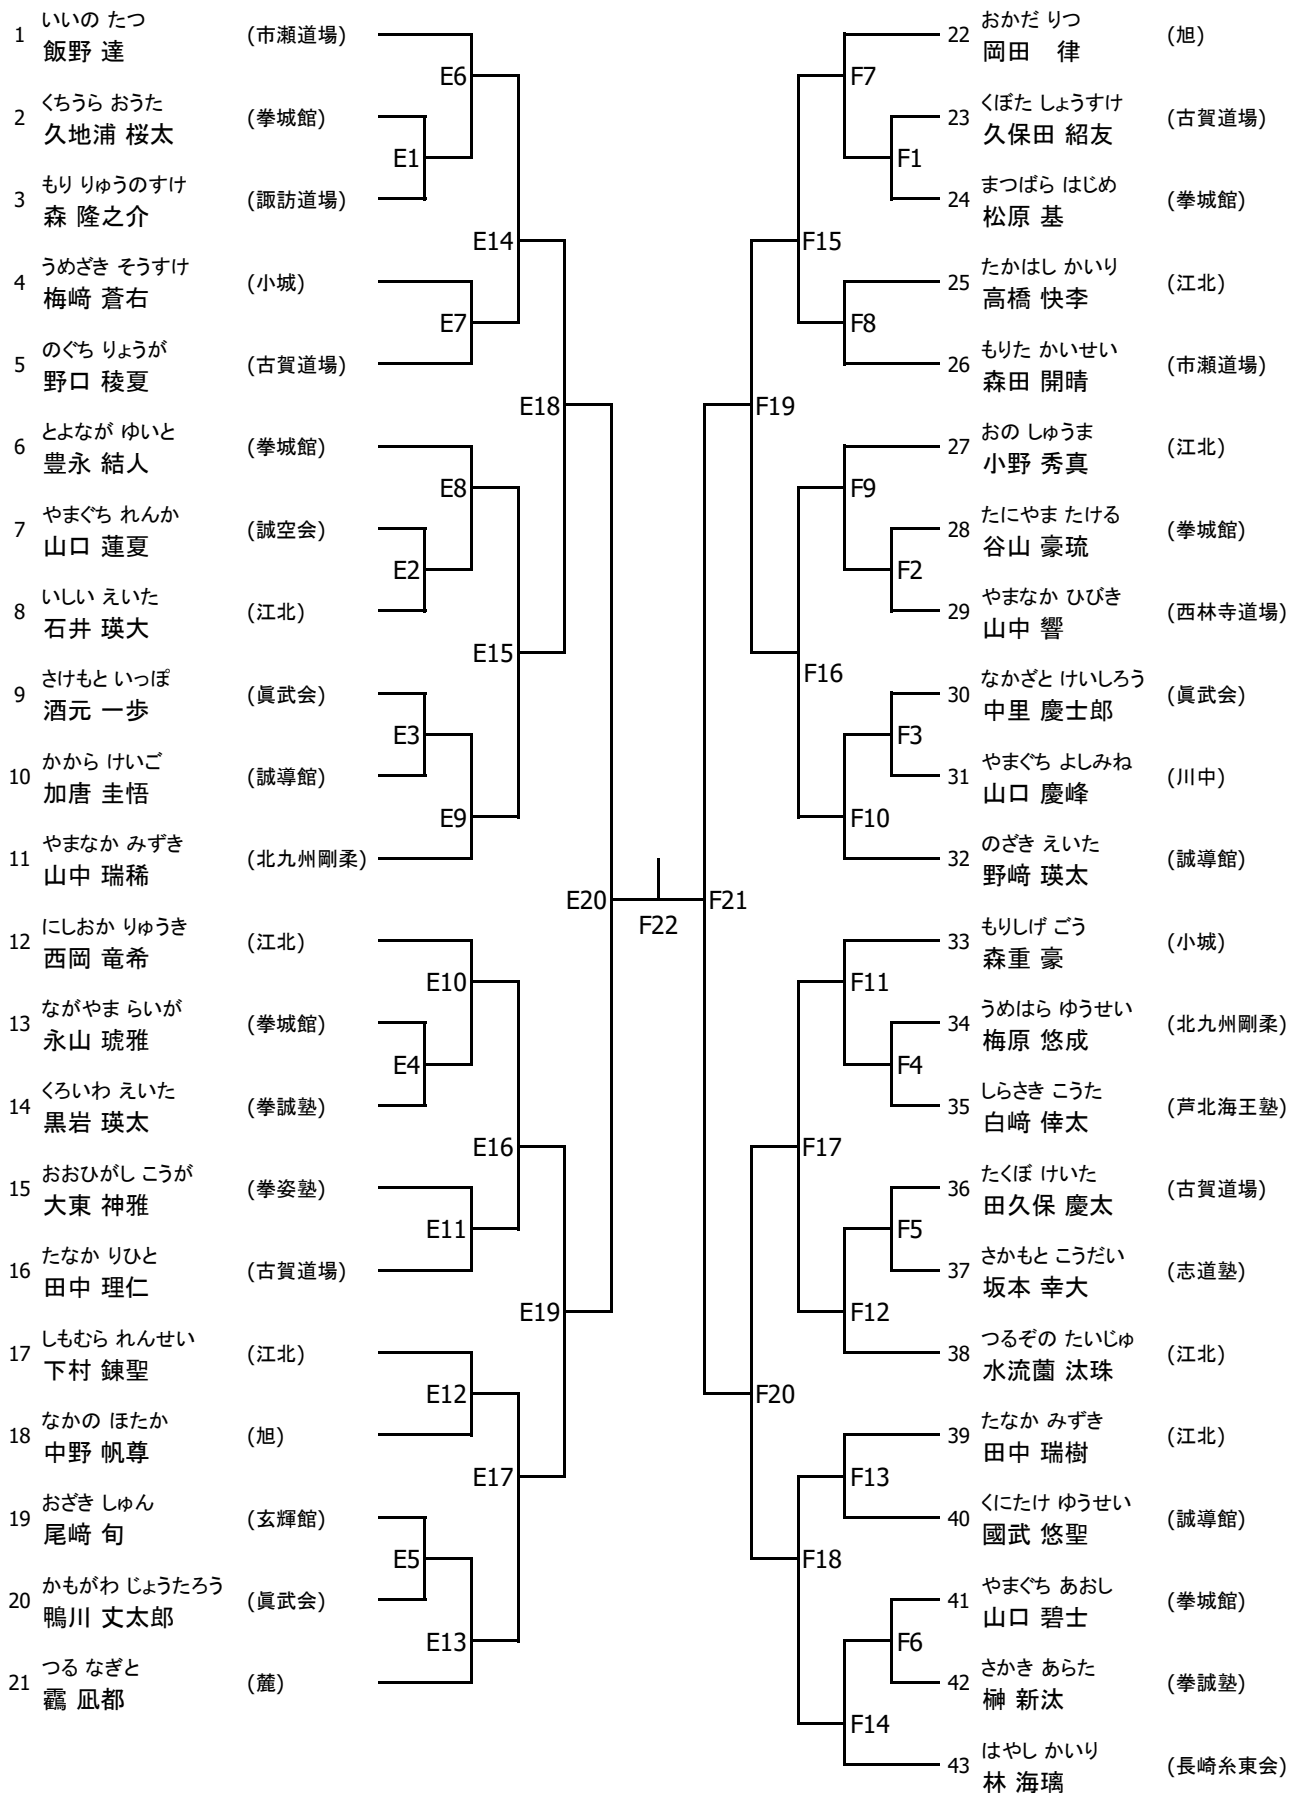 いいの たつ
1 飯野 達 (市瀬道場)
くちうら おうた
2 久地浦 桜太 (拳城館)
もり りゅうのすけ
3 森 隆之介 (諏訪道場)
うめざき そうすけ
4 梅﨑 蒼右 (小城)
のぐち りょうが
5 野口 稜夏 (古賀道場)
とよなが ゆいと
6 豊永 結人 (拳城館)
やまぐち れんか
7 山口 蓮夏 (誠空会)
いしい えいた
8 石井 瑛大 (江北)
さけもと いっぽ
9 酒元 一歩 (眞武会)
かから けいご
10 加唐 圭悟 (誠導館)
やまなか みずき
11 山中 瑞稀 (北九州剛柔)
にしおか りゅうき
12 西岡 竜希 (江北)
ながやま らいが
13 永山 琥雅 (拳城館)
くろいわ えいた
14 黒岩 瑛太 (拳誠塾)
おおひがし こうが
15 大東 神雅 (拳姿塾)
たなか りひと
16 田中 理仁 (古賀道場)
しもむら れんせい
17 下村 錬聖 (江北)
なかの ほたか
18 中野 帆尊 (旭)
おざき しゅん
19 尾﨑 旬 (玄輝館)
かもがわ じょうたろう
20 鴨川 丈太郎 (眞武会)
つる なぎと
21 靏 凪都 (麓)
E6
E1
E14
E7
E18
E8
E2
E15
E3
E9
E20
E10
E4
E16
E11
E19
E12
E17
E5
E13
F22
F21
F7
F1
F15
F8
F19
F9
F2
F16
F3
F10
F11
F4
F17
F5
F12
F20
F13
F18
F6
F14
おかだ りつ
22 岡田 律 (旭)
くぼた しょうすけ
23 久保田 紹友 (古賀道場)
まつばら はじめ
24 松原 基 (拳城館)
たかはし かいり
25 高橋 快李 (江北)
もりた かいせい
26 森田 開晴 (市瀬道場)
おの しゅうま
27 小野 秀真 (江北)
たにやま たける
28 谷山 豪琉 (拳城館)
やまなか ひびき
29 山中 響 (西林寺道場)
なかざと けいしろう
30 中里 慶士郎 (眞武会)
やまぐち よしみね
31 山口 慶峰 (川中)
のざき えいた
32 野﨑 瑛太 (誠導館)
もりしげ ごう
33 森重 豪 (小城)
うめはら ゆうせい
34 梅原 悠成 (北九州剛柔)
しらさき こうた
35 白﨑 倖太 (芦北海王塾)
たくぼ けいた
36 田久保 慶太 (古賀道場)
さかもと こうだい
37 坂本 幸大 (志道塾)
つるぞの たいじゅ
38 水流薗 汰珠 (江北)
たなか みずき
39 田中 瑞樹 (江北)
くにたけ ゆうせい
40 國武 悠聖 (誠導館)
やまぐち あおし
41 山口 碧士 (拳城館)
さかき あらた
42 榊 新汰 (拳誠塾)
はやし かいり
43 林 海璃 (長崎糸東会)